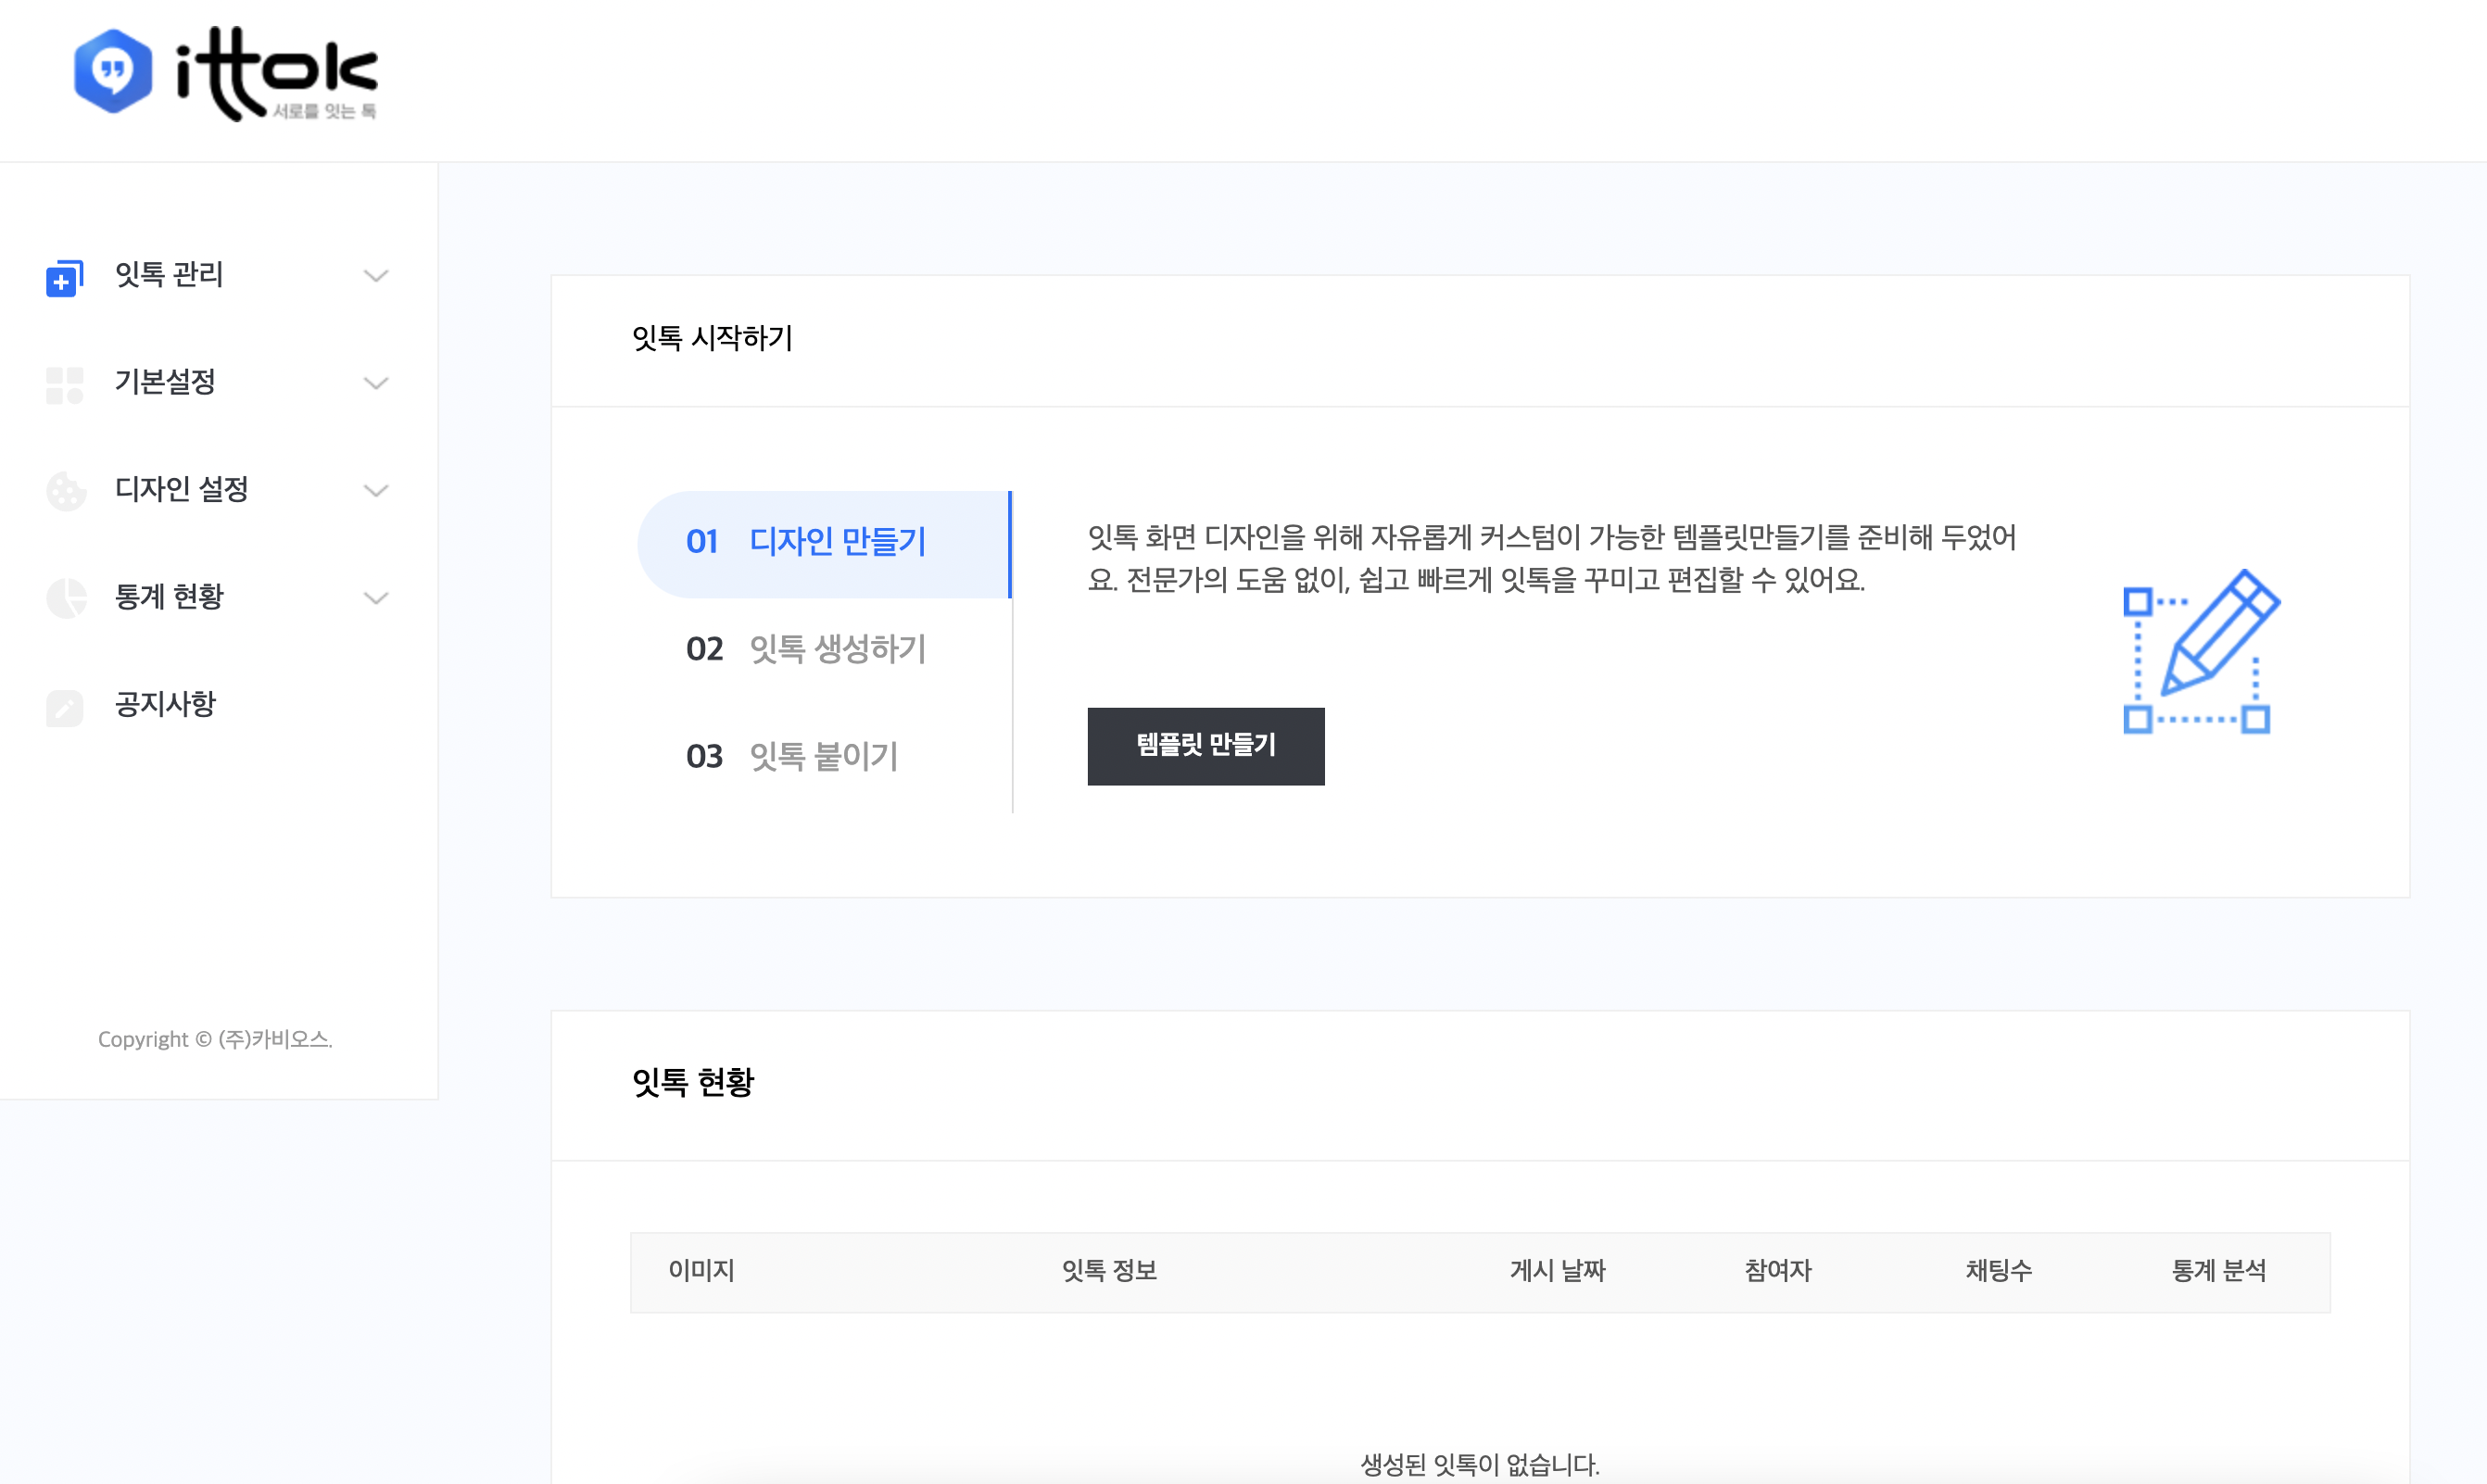 ittok
서로를 잇는 톡
잇톡 관리
기본설정
디자인 설정
통계 현황
공지사항
Copyright © (주)카비오스.
잇톡 시작하기
01 디자인 만들기
02 잇톡 생성하기
03 잇톡 붙이기
잇톡 화면 디자인을 위해 자유롭게 커스텀이 가능한 템플릿만들기를 준비해 두었어
요. 전문가의 도움 없이, 쉽고 빠르게 잇톡을 꾸미고 편집할 수 있어요.
템플릿 만들기
잇톡 현황
이미지 잇톡 정보 게시 날짜 참여자 채팅수 통계 분석
생성된 잇톡이 없습니다.